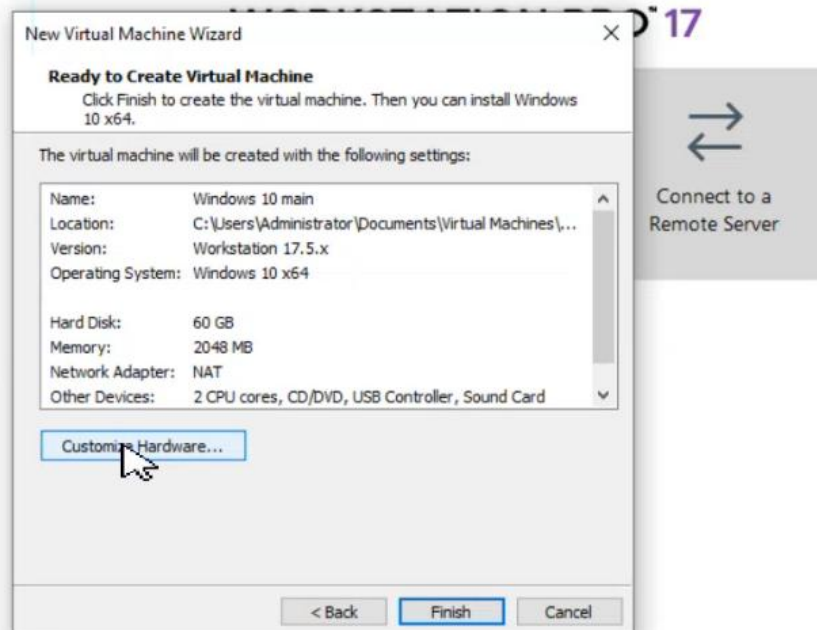 WORKSTATION PRO™ 17
New Virtual Machine Wizard
Ready to Create Virtual Machine
Click Finish to create the virtual machine. Then you can install Windows
10 x64.
The virtual machine will be created with the following settings:
Name: Windows 10 main
Location: C:\Users\Administrator\Documents\Virtual Machines\...
Version: Workstation 17.5.x
Operating System: Windows 10 x64
Hard Disk: 60 GB
Memory: 2048 MB
Network Adapter: NAT
Other Devices: 2 CPU cores, CD/DVD, USB Controller, Sound Card
Customize Hardware...
< Back Finish Cancel
Connect to a
Remote Server